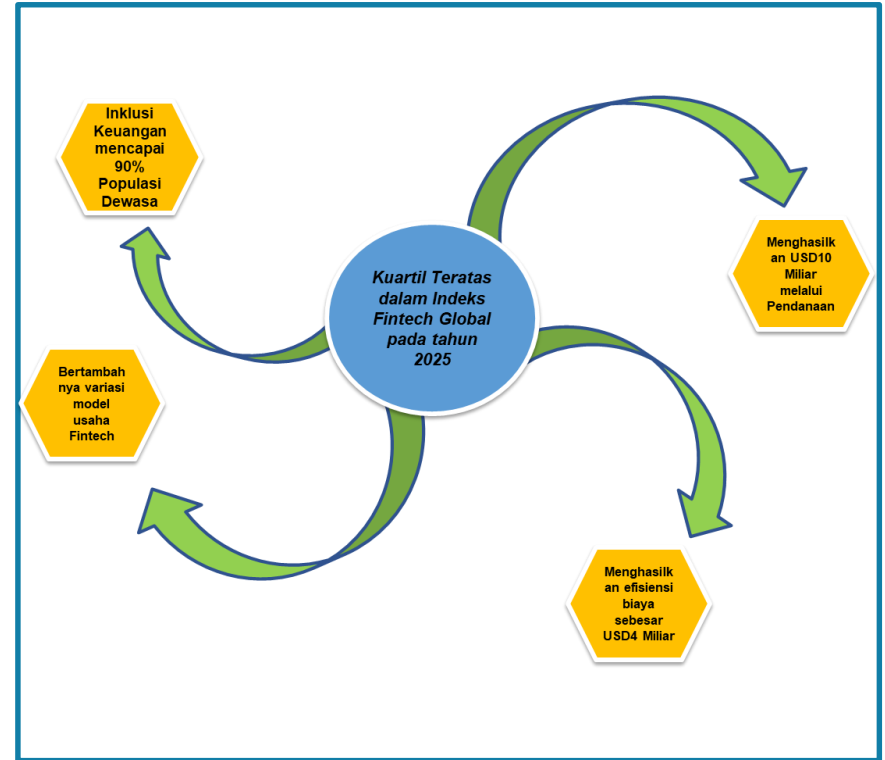 Inklusi
Keuangan
mencapai
90%
Populasi
Dewasa
Menghasilk
an USD10
Miliar
melalui
Pendanaan
Kuartil Teratas
dalam Indeks
Fintech Global
pada tahun
2025
Bertambah
nya variasi
model
usaha
Fintech
Menghasilk
an efisiensi
biaya
sebesar
USD4 Miliar